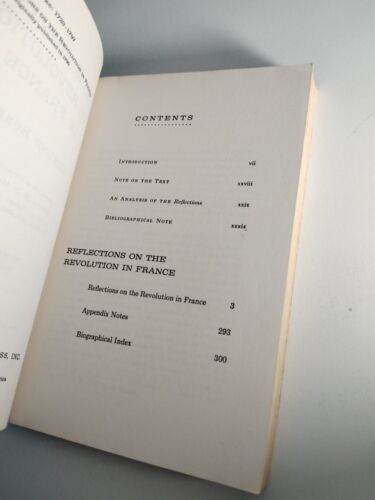 CONTENTS
INTRODUCTION vii
NOTE ON THE TEXT xxviii
AN ANALYSIS OF THE Reflections xxix
BIBLIOGRAPHICAL NOTE xxxix
REFLECTIONS ON THE
REVOLUTION IN FRANCE
Reflections on the Revolution in France 3
Appendix Notes 293
Biographical Index 300
INC.